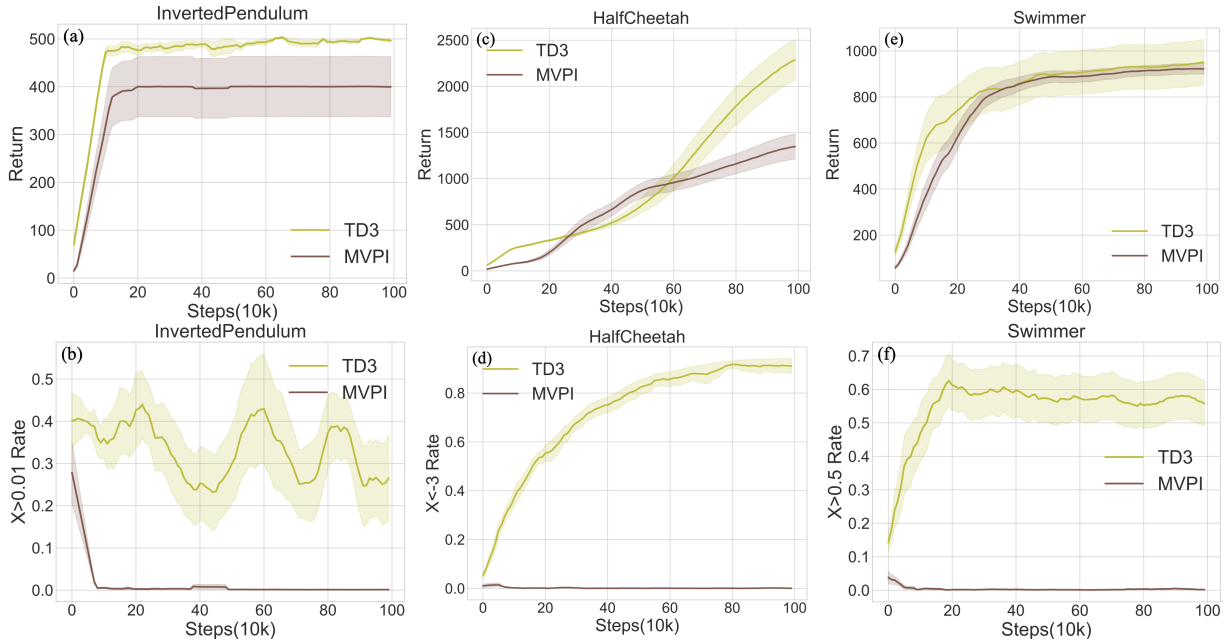 InvertedPendulum
(a)
500
400
300
200
100
0
Return
TD3
MVPI
0 20 40 60 80 100
Steps(10k)
HalfCheetah
(c)
TD3
MVPI
2500
2000
1500
1000
500
0
Return
0 20 40 60 80 100
Steps(10k)
Swimmer
(e)
1000
800
600
400
200
Return
TD3
MVPI
0 20 40 60 80 100
Steps(10k)
InvertedPendulum
(b)
TD3
MVPI
0.5
0.4
0.3
0.2
0.1
0.0
X>0.01 Rate
0 20 40 60 80 100
Steps(10k)
HalfCheetah
(d)
TD3
MVPI
0.8
0.6
0.4
0.2
0.0
X<-3 Rate
0 20 40 60 80 100
Steps(10k)
Swimmer
(f)
0.7
0.6
0.5
0.4
0.3
0.2
0.1
0.0
X>0.5 Rate
TD3
MVPI
0 20 40 60 80 100
Steps(10k)